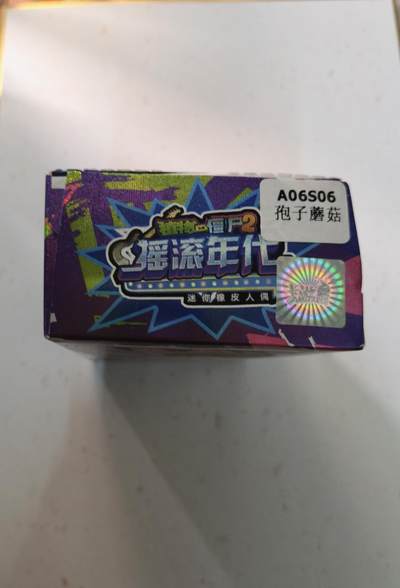 A06S06
孢子蘑菇
植物大战僵尸2
摇滚年代
迷你橡皮人偶